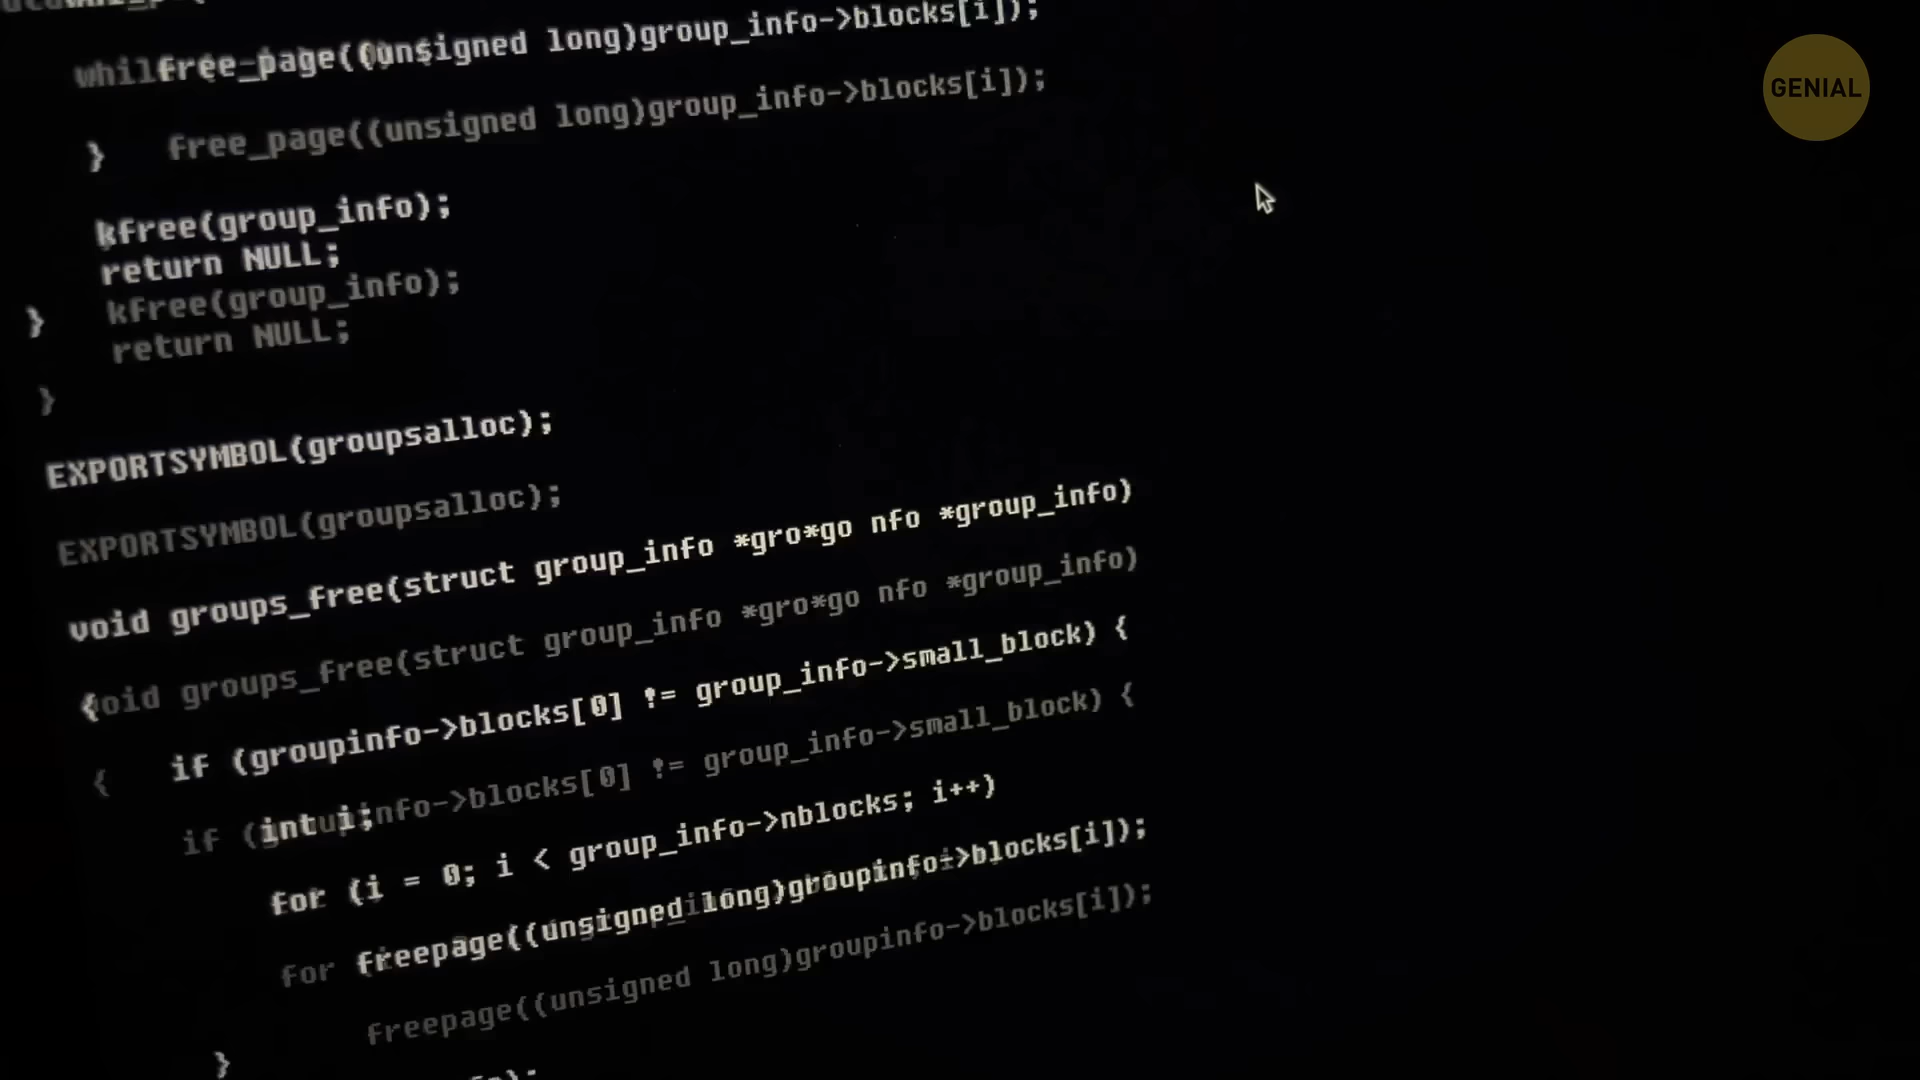 free_page((unsigned long)group_info->blocks[i]);
free_page((unsigned long)group_info->blocks[i]);
}
kfree(group_info);
return NULL;
kfree(group_info);
}
return NULL;
}
EXPORTSYMBOL(groupsalloc);
EXPORTSYMBOL(groupsalloc);
void groups_free(struct group_info *gro*go nfo *group_info)
oid groups_free(struct group_info *gro*go nfo *group_info)
{
if (groupinfo->blocks[0] != group_info->small_block) {
{
if ( nfo->blocks[0] != group_info->small_block) {
int i;
for (i = 0; i < group_info->nblocks; i++)
freepage((unsigned long)groupinfo->blocks[i]);
for
freepage((unsigned long)groupinfo->blocks[i]);
}
GENIAL